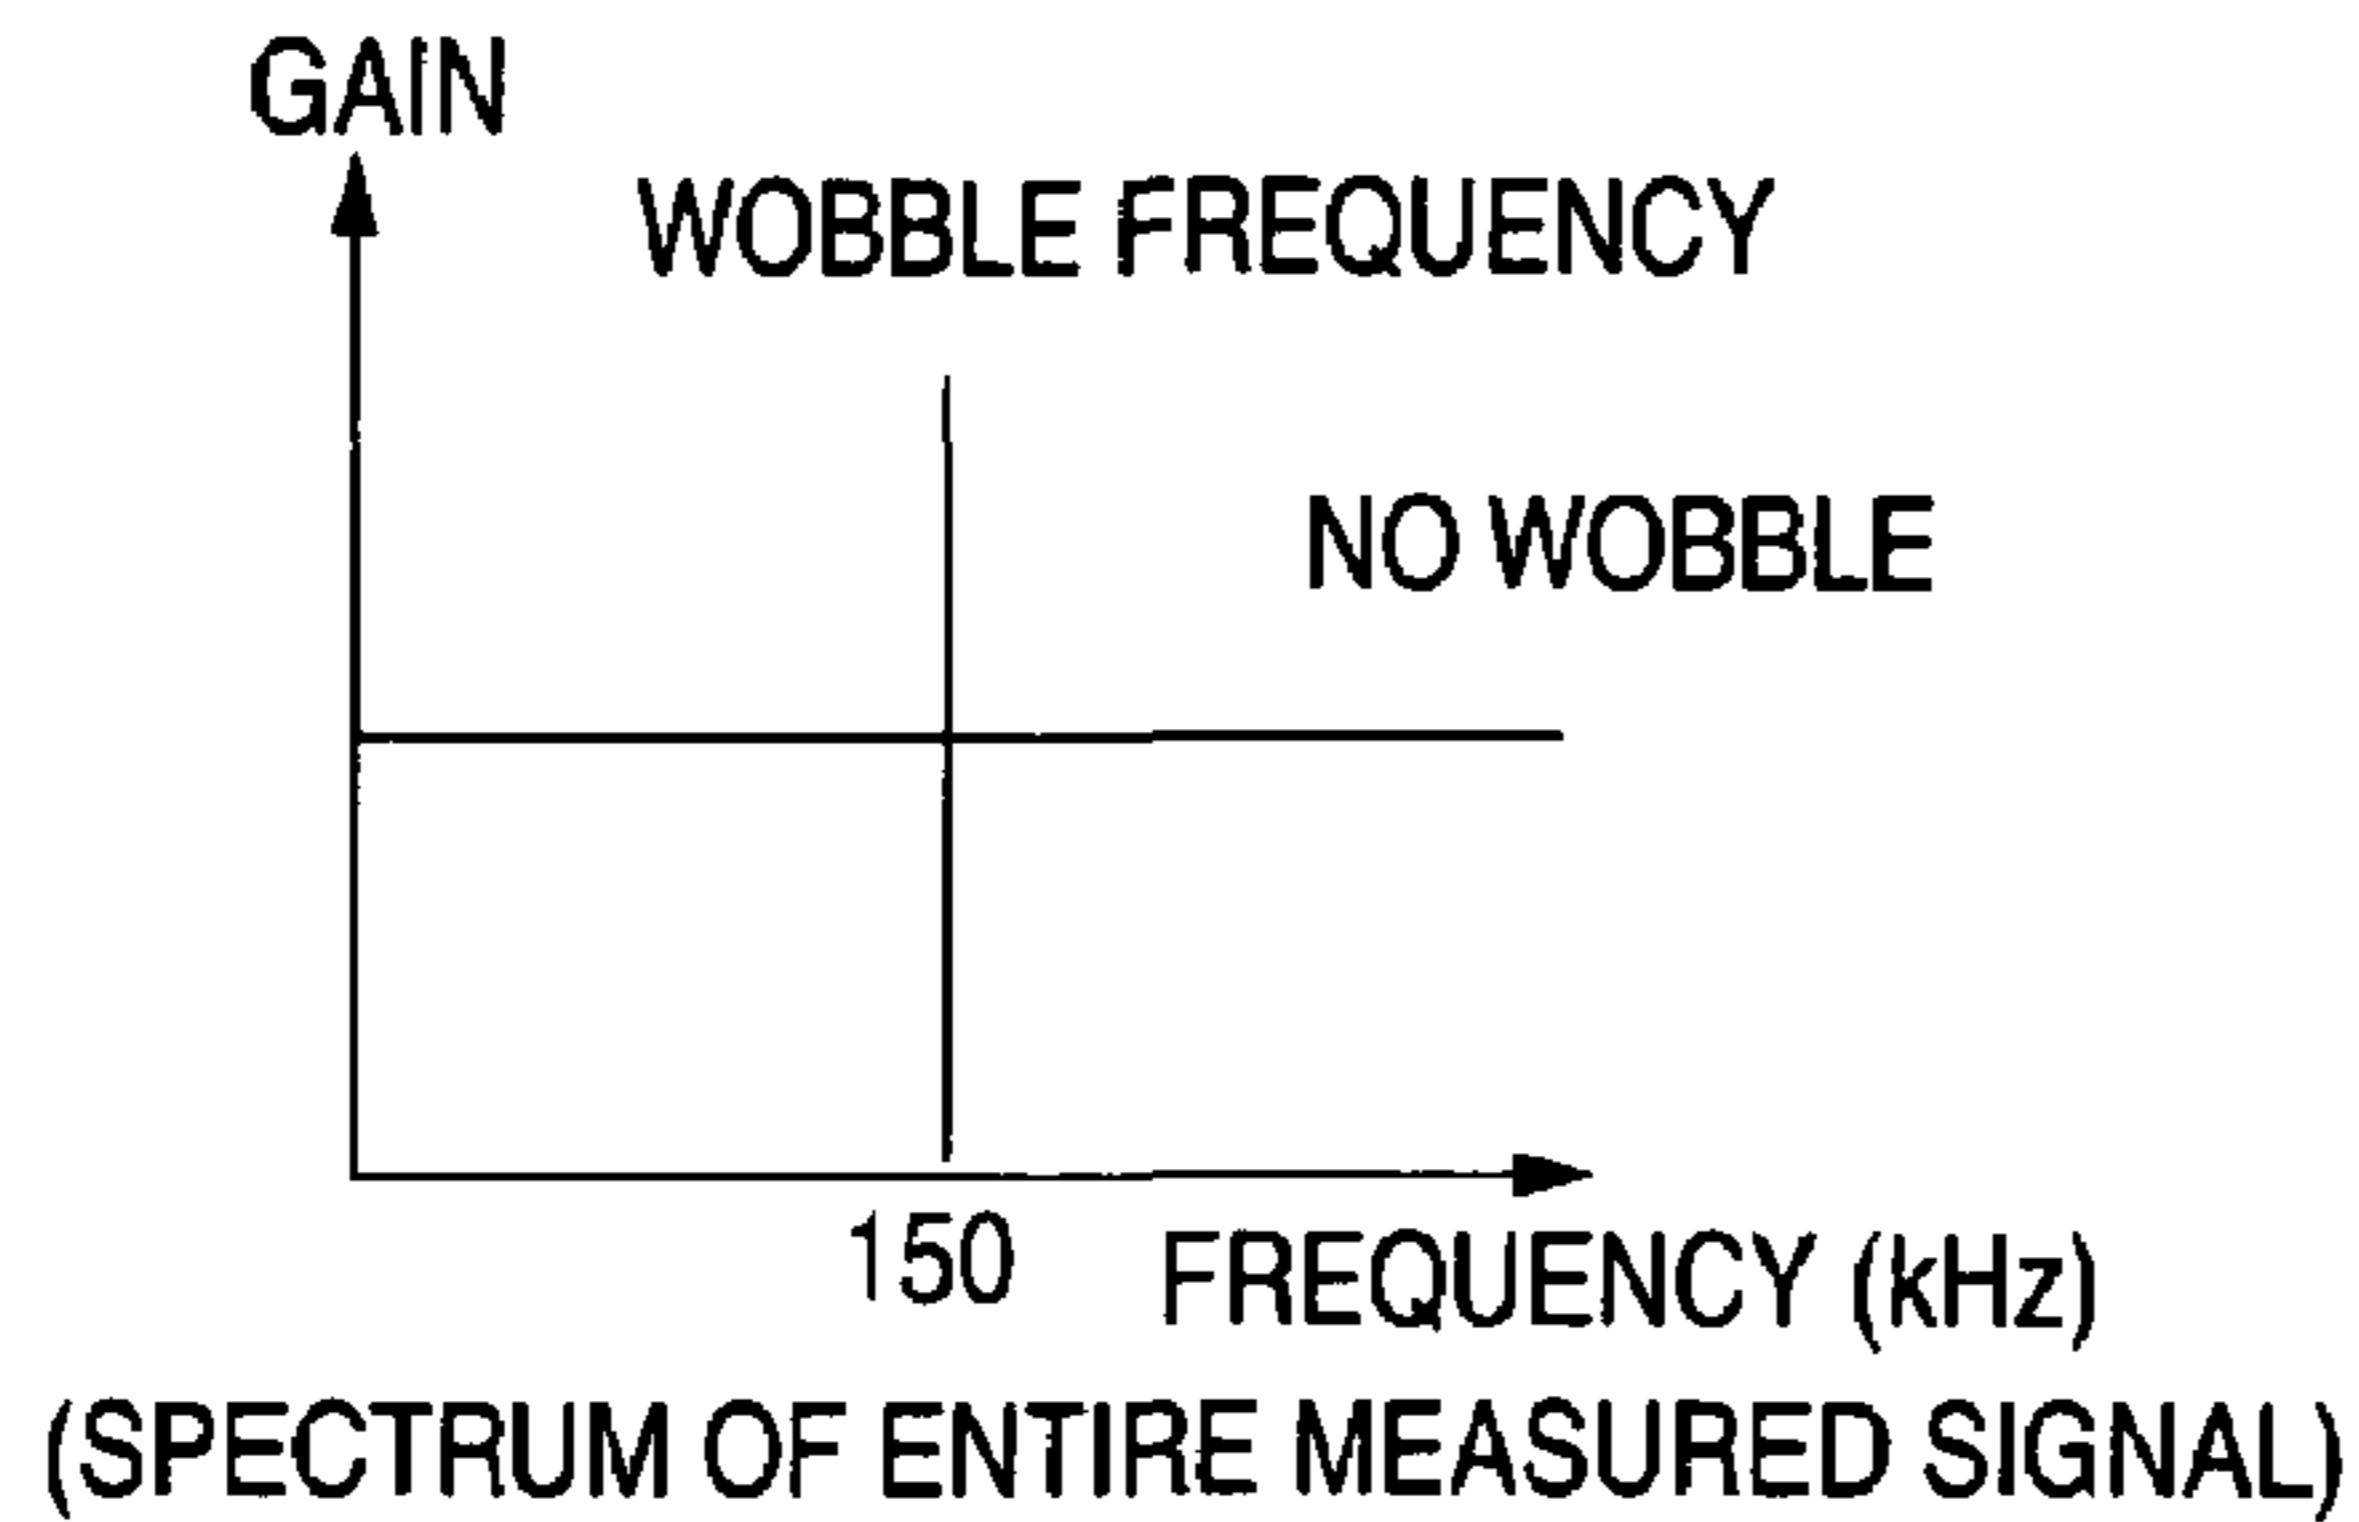 GAIN
WOBBLE FREQUENCY
NO WOBBLE
150
FREQUENCY (kHz)
(SPECTRUM OF ENTIRE MEASURED SIGNAL)